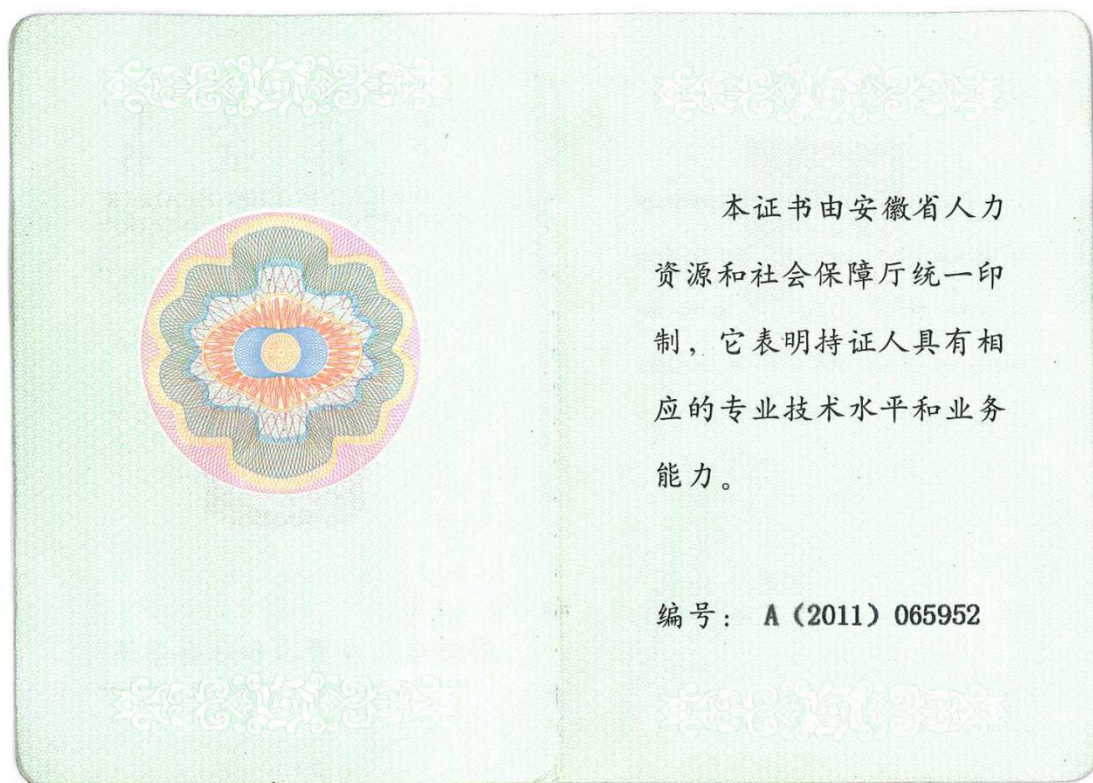 本证书由安徽省人力
资源和社会保障厅统一印
制，它表明持证人具有相
应的专业技术水平和业务
能力。
编号： A（2011）065952